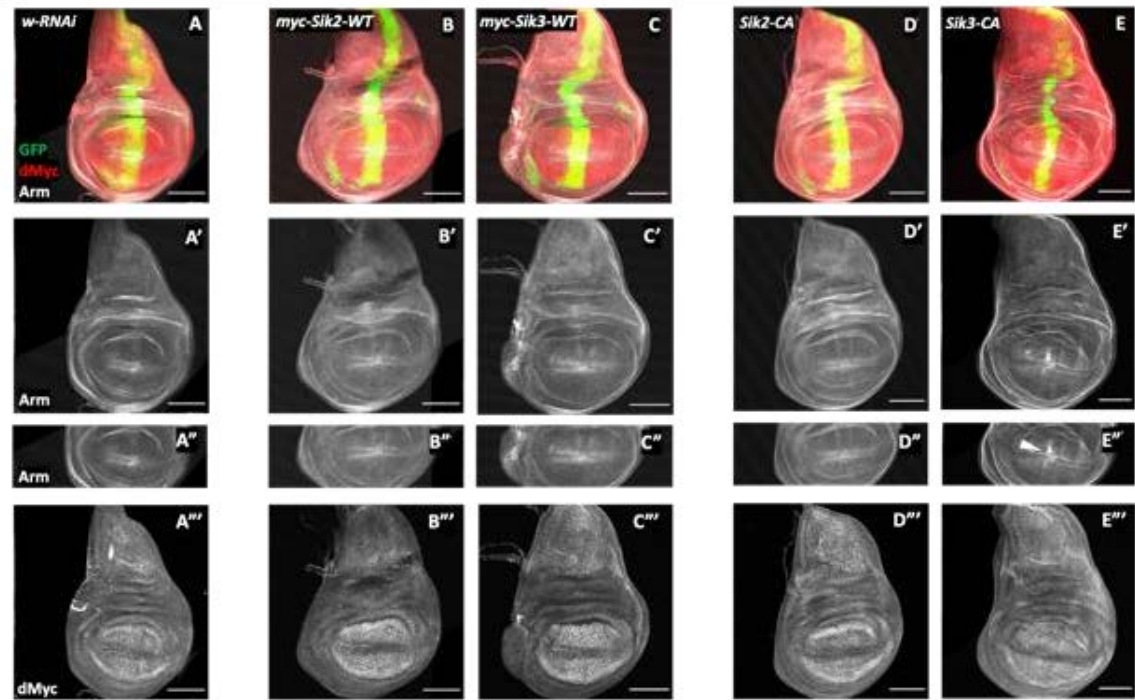 w-RNAi A myc-Sik2-WT B myc-Sik3-WT C Sik2-CA D Sik3-CA E
GFP
dMyc
Arm
A' B' C' D' E'
Arm
A" B" C" D" E"
Arm
A"' B"' C"' D"' E"'
dMyc